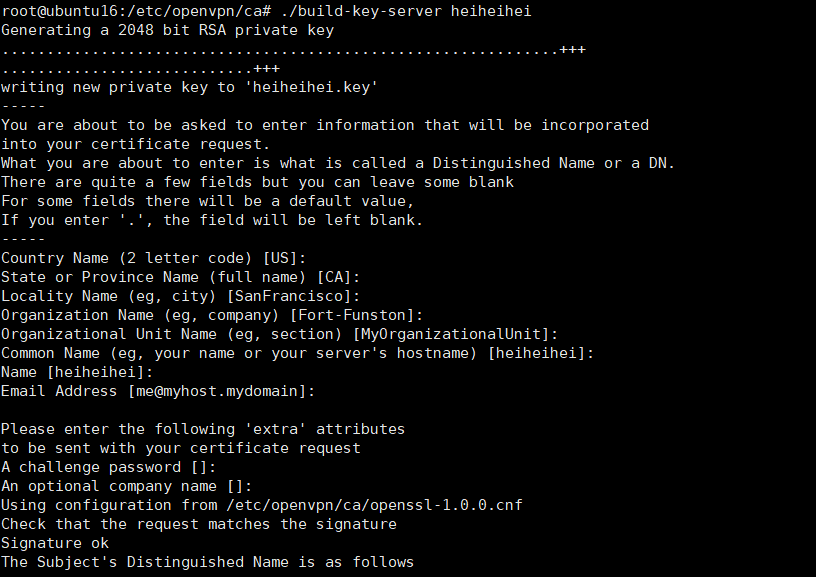 root@ubuntu16:/etc/openvpn/ca# ./build-key-server heiheihei
Generating a 2048 bit RSA private key
..............................................................+++
............................+++
writing new private key to 'heiheihei.key'
-----
You are about to be asked to enter information that will be incorporated
into your certificate request.
What you are about to enter is what is called a Distinguished Name or a DN.
There are quite a few fields but you can leave some blank
For some fields there will be a default value,
If you enter '.', the field will be left blank.
-----
Country Name (2 letter code) [US]:
State or Province Name (full name) [CA]:
Locality Name (eg, city) [SanFrancisco]:
Organization Name (eg, company) [Fort-Funston]:
Organizational Unit Name (eg, section) [MyOrganizationalUnit]:
Common Name (eg, your name or your server's hostname) [heiheihei]:
Name [heiheihei]:
Email Address [me@myhost.mydomain]:

Please enter the following 'extra' attributes
to be sent with your certificate request
A challenge password []:
An optional company name []:
Using configuration from /etc/openvpn/ca/openssl-1.0.0.cnf
Check that the request matches the signature
Signature ok
The Subject's Distinguished Name is as follows